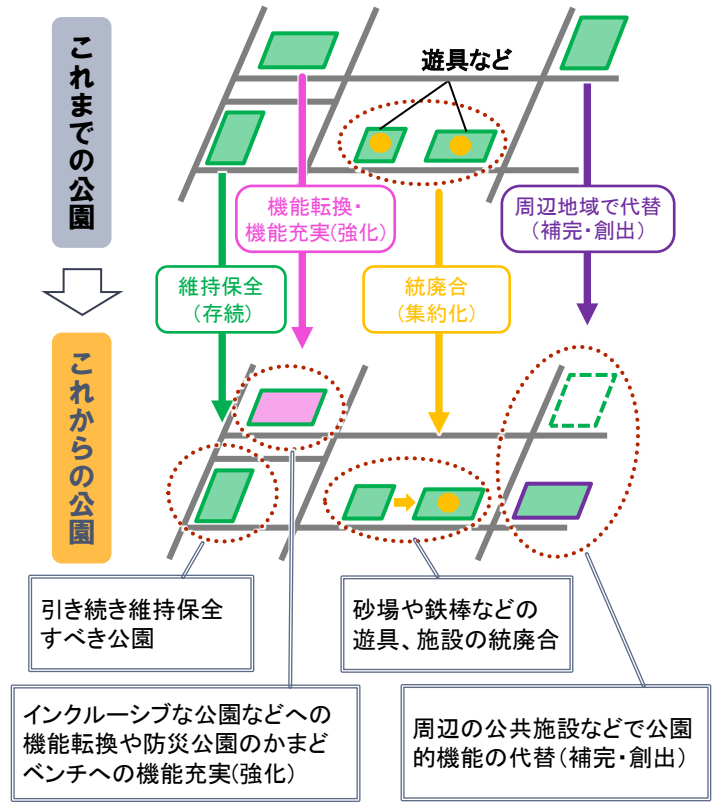 これまでの公園
遊具など
機能転換・
機能充実(強化)
周辺地域で代替
(補完・創出)
維持保全
(存続)
統廃合
(集約化)
これからの公園
引き続き維持保全
すべき公園
砂場や鉄棒などの
遊具、施設の統廃合
インクルーシブな公園などへの
機能転換や防災公園のかまど
ベンチへの機能充実(強化)
周辺の公共施設などで公園
的機能の代替(補完・創出)